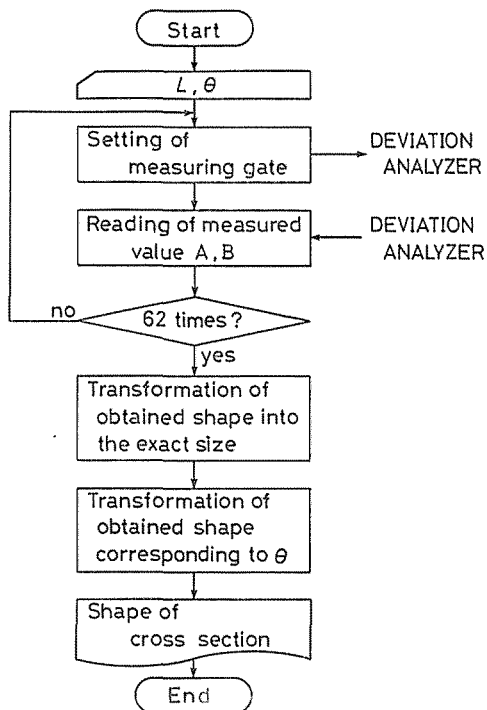 Start
L, θ
Setting of
measuring gate
DEVIATION
ANALYZER
Reading of measured
value A, B
DEVIATION
ANALYZER
62 times?
no
yes
Transformation of
obtained shape into
the exact size
Transformation of
obtained shape
corresponding to θ
Shape of
cross section
End